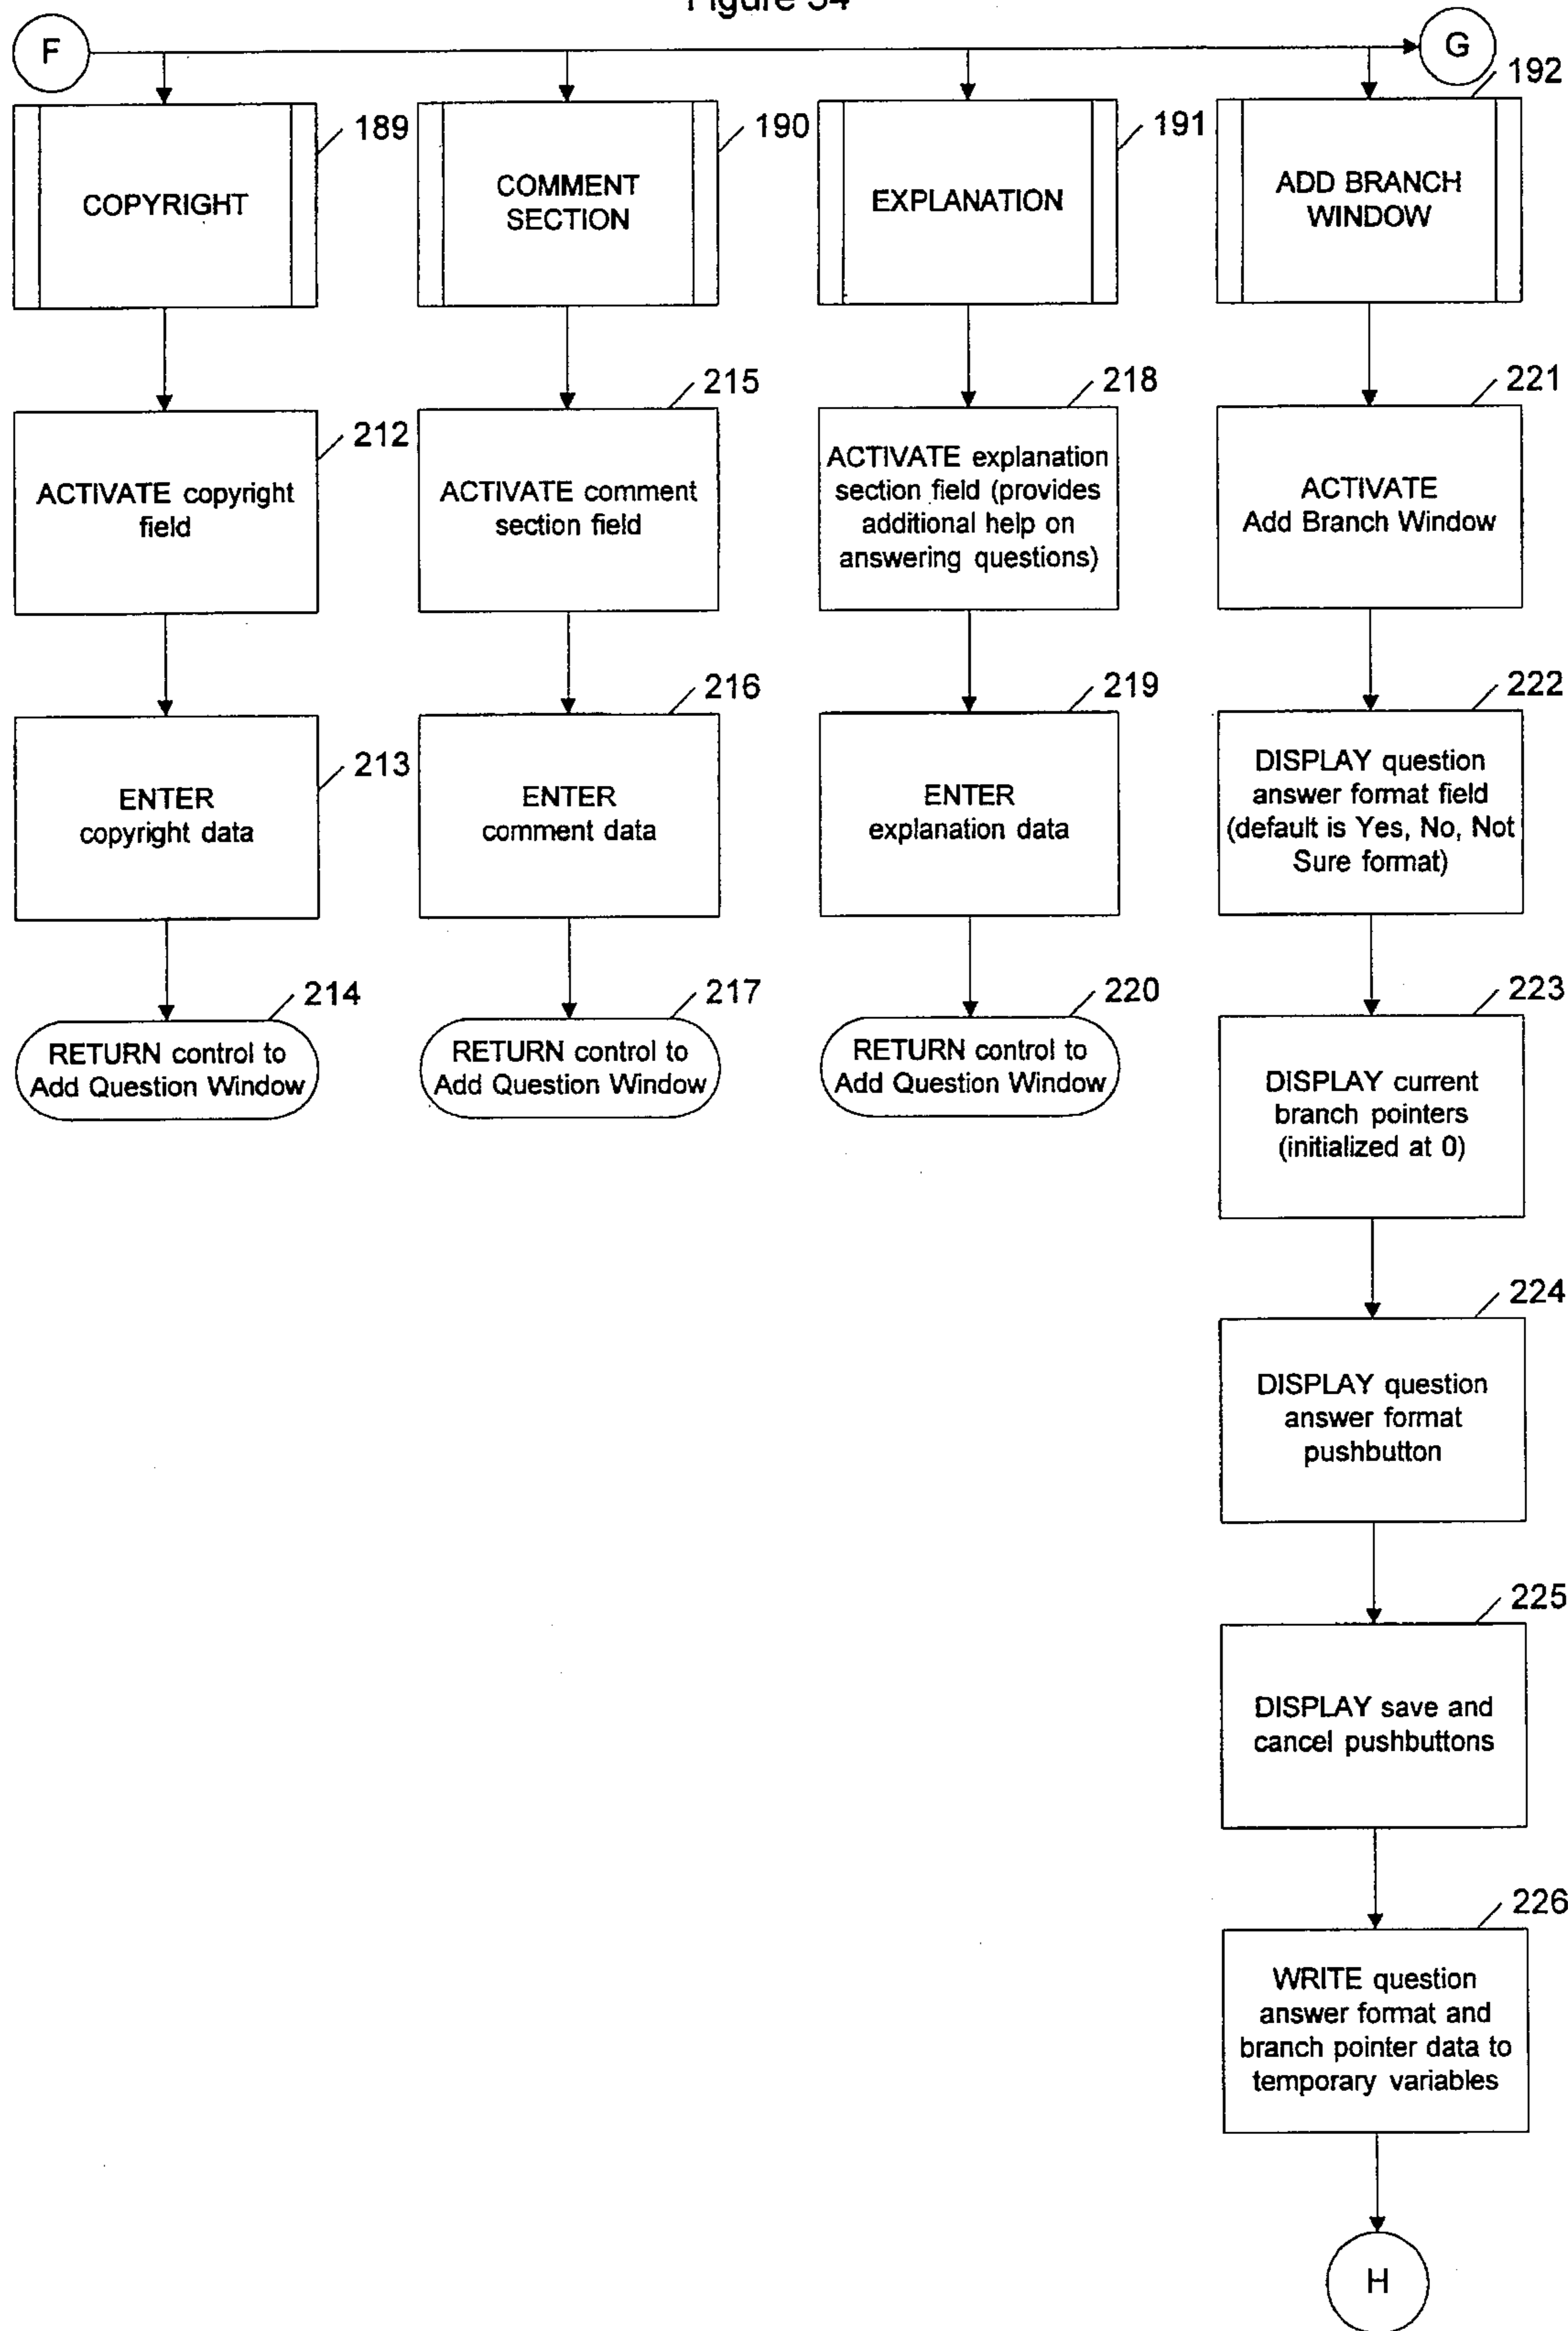 Figure 34
F
G
192
189
190
191
COPYRIGHT
COMMENT
SECTION
EXPLANATION
ADD BRANCH
WINDOW
212
215
218
221
ACTIVATE copyright
field
ACTIVATE comment
section field
ACTIVATE explanation
section field (provides
additional help on
answering questions)
ACTIVATE
Add Branch Window
213
216
219
222
ENTER
copyright data
ENTER
comment data
ENTER
explanation data
DISPLAY question
answer format field
(default is Yes, No, Not
Sure format)
214
217
220
223
RETURN control to
Add Question Window
RETURN control to
Add Question Window
RETURN control to
Add Question Window
DISPLAY current
branch pointers
(initialized at 0)
224
DISPLAY question
answer format
pushbutton
225
DISPLAY save and
cancel pushbuttons
226
WRITE question
answer format and
branch pointer data to
temporary variables
H